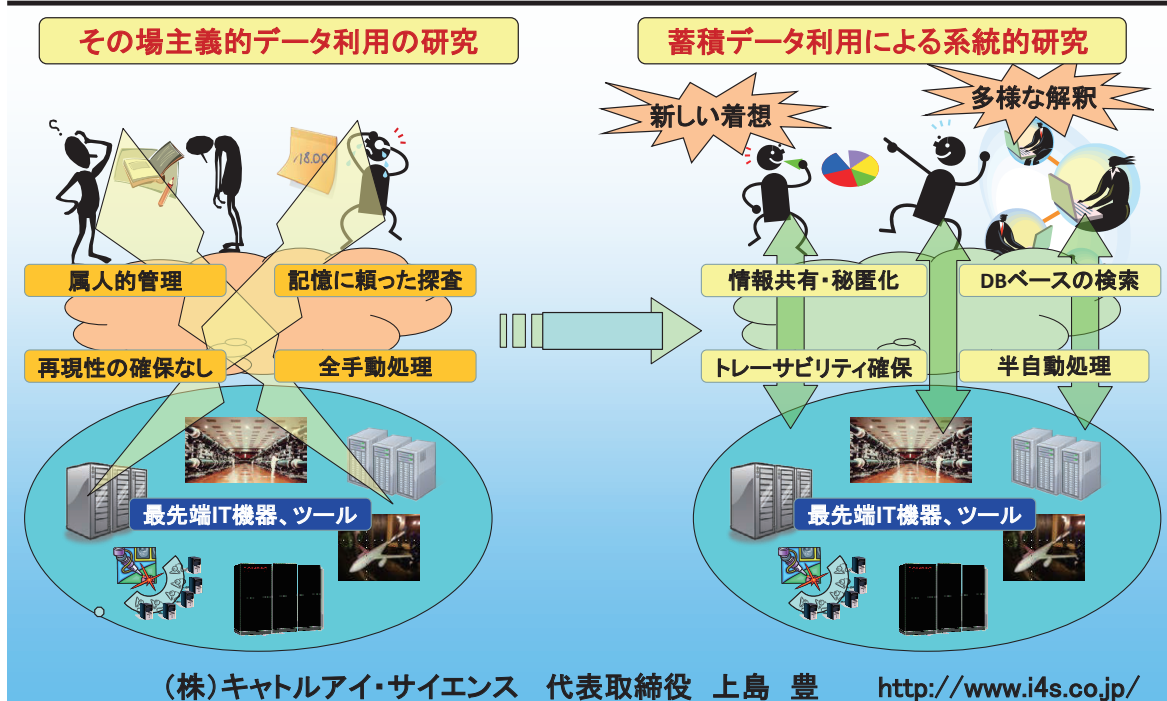 その場主義的データ利用の研究
蓄積データ利用による系統的研究
新しい着想
多様な解釈
?
18.00
属人的管理
記憶に頼った探査
情報共有・秘匿化
DBベースの検索
再現性の確保なし
全手動処理
トレーサビリティ確保
半自動処理
最先端IT機器、ツール
最先端IT機器、ツール
(株)キャトルアイ・サイエンス 代表取締役 上島 豊 http://www.i4s.co.jp/